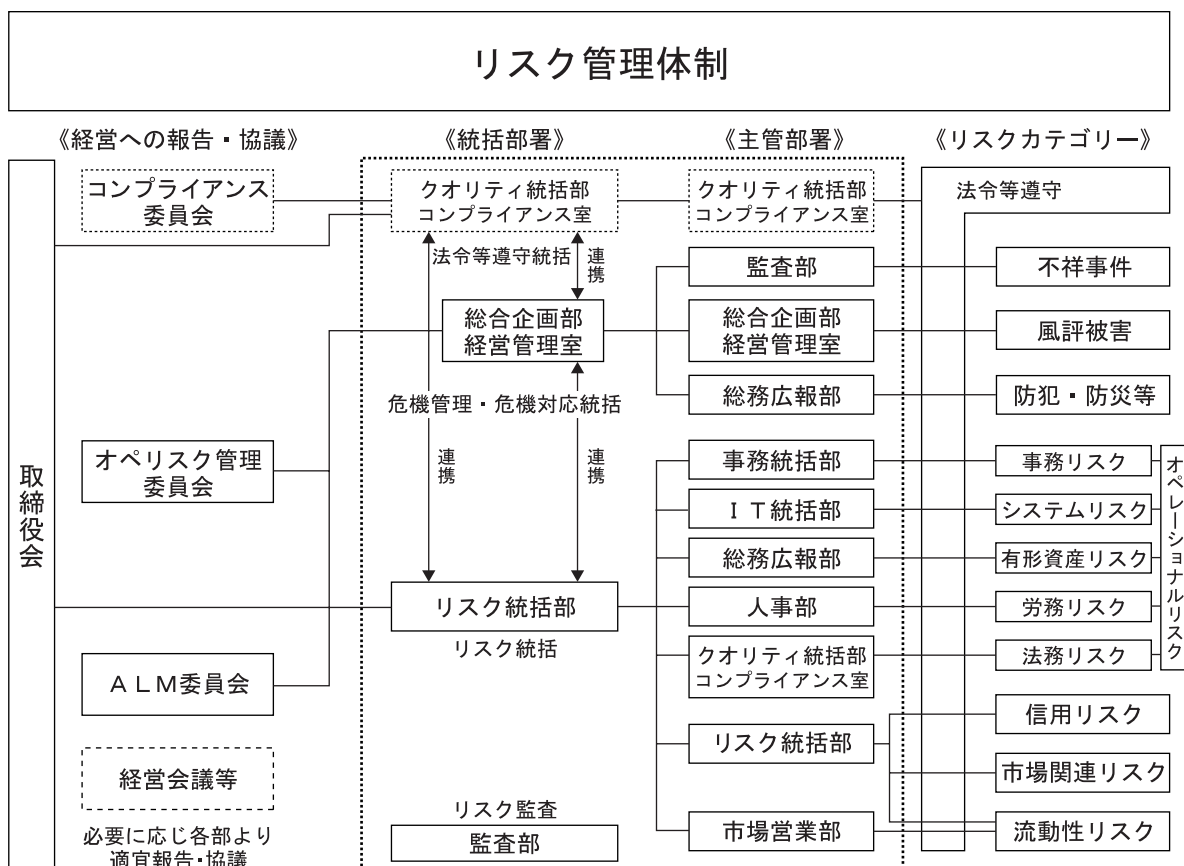 リスク管理体制
《経営への報告・協議》
《統括部署》
《主管部署》
《リスクカテゴリー》
取締役会
コンプライアンス
委員会
オペリスク管理
委員会
ＡＬＭ委員会
経営会議等
必要に応じ各部より
適宜報告・協議
クオリティ統括部
コンプライアンス室
法令等遵守統括
連携
総合企画部
経営管理室
危機管理・危機対応統括
連携
連携
リスク統括部
リスク統括
リスク監査
監査部
クオリティ統括部
コンプライアンス室
監査部
総合企画部
経営管理室
総務広報部
事務統括部
ＩＴ統括部
総務広報部
人事部
クオリティ統括部
コンプライアンス室
リスク統括部
市場営業部
法令等遵守
不祥事件
風評被害
防犯・防災等
事務リスク
システムリスク
有形資産リスク
労務リスク
法務リスク
オペレーショナルリスク
信用リスク
市場関連リスク
流動性リスク